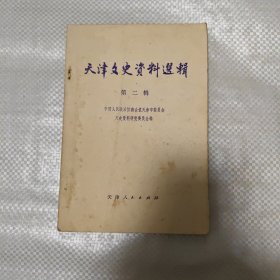 天津文史资料選輯
第二辑
中国人民政治协商会议天津市委员会
文史资料研究委员会编
天津人民出版社